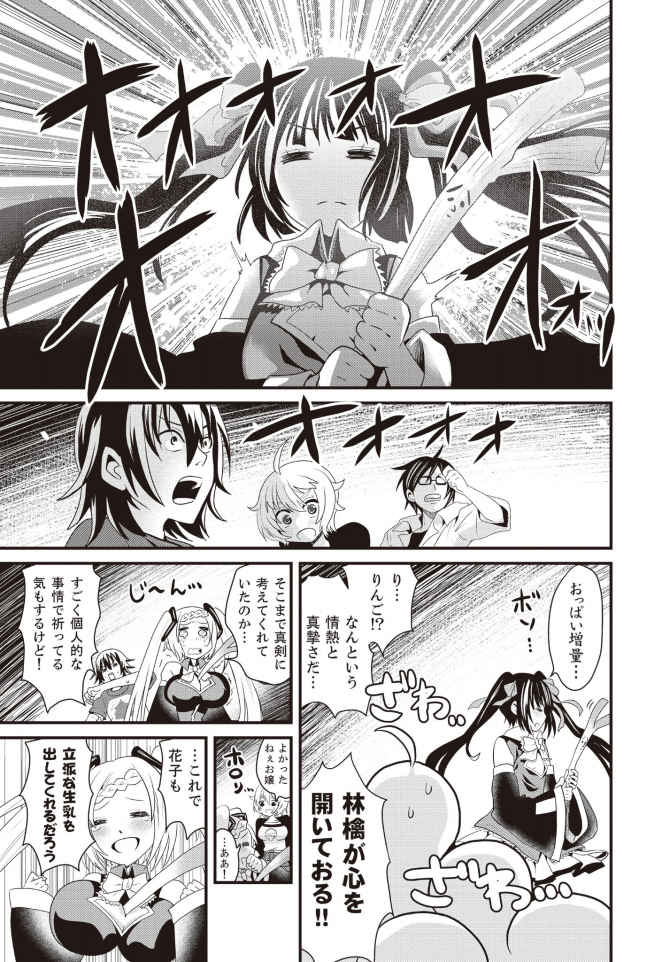 オオオオ
オオオオッ
オオオオ
おっぱい増量…
ボソ…
り…
りんご!?
なんという
情熱と
真摯さだ…
ざわ…
林檎が心を
開いておる!!
ざわ…
そこまで真剣に
考えてくれて
いたのか…
じ〜ん…
すごく個人的な
事情で祈ってる
気もするけど!
よかった
ねぇお嬢
ホロリ…
…ああ!
…これで
花子も
立派な生乳を
出してくれるだろう